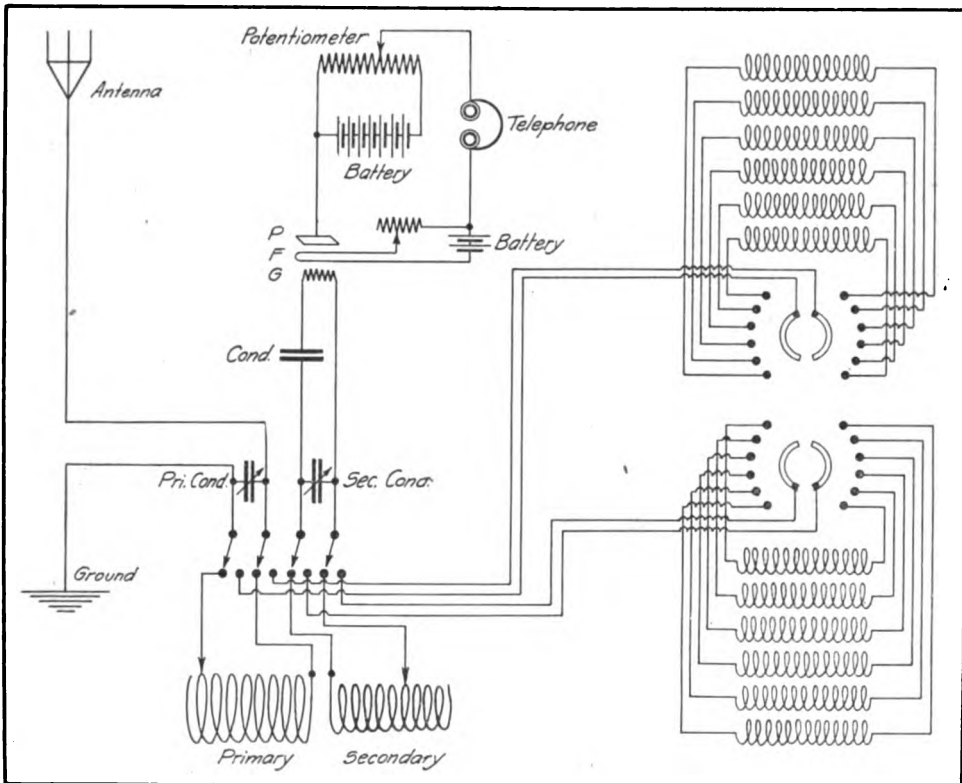 Potentiometer
Antenna
Telephone
Battery
P
F
Battery
G
Cond.
Pri. Cond.
Sec. Cond.
Ground
Primary
Secondary